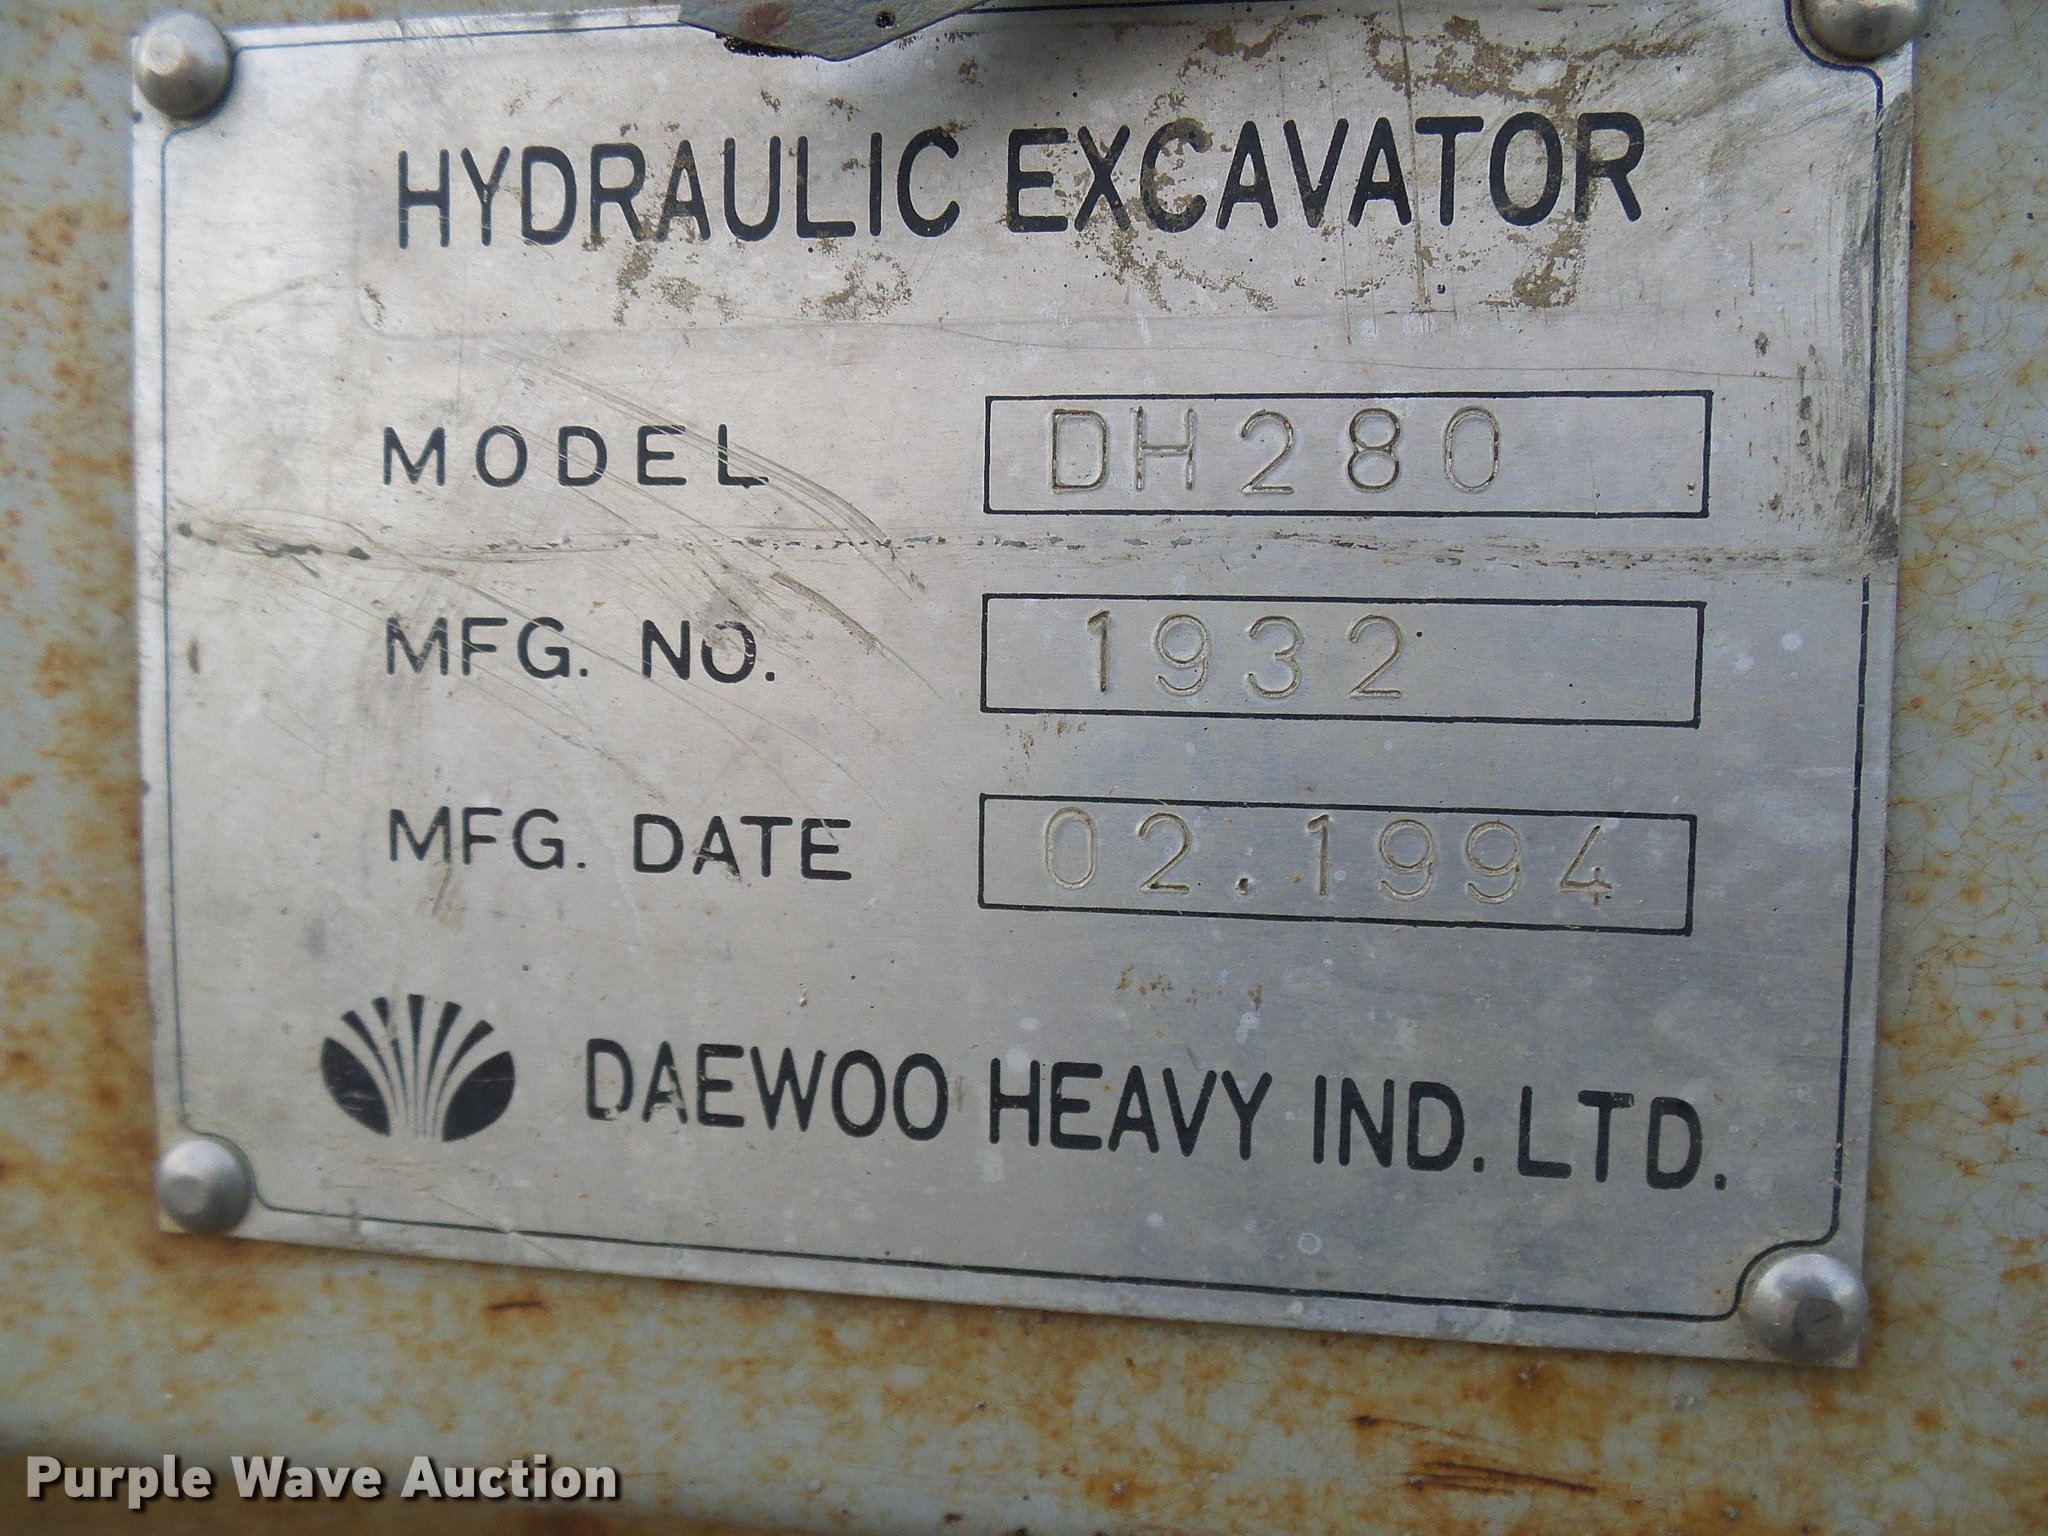 HYDRAULIC EXCAVATOR
MODEL DH280
MFG. NO. 1932
MFG. DATE 02.1994
DAEWOO HEAVY IND. LTD.
Purple Wave Auction